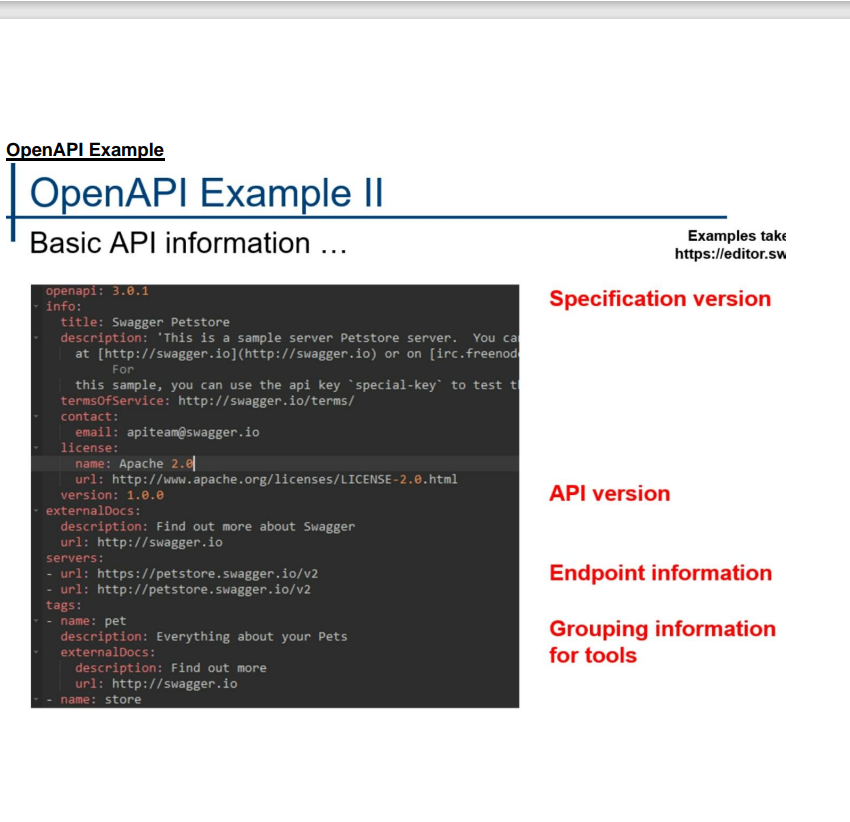 OpenAPI Example
OpenAPI Example II
Basic API information …
Examples take
https://editor.sw
openapi: 3.0.1
info:
title: Swagger Petstore
description: 'This is a sample server Petstore server.  You ca
at [http://swagger.io](http://swagger.io) or on [irc.freenod
For
this sample, you can use the api key `special-key` to test t
termsOfService: http://swagger.io/terms/
contact:
email: apiteam@swagger.io
license:
name: Apache 2.0
url: http://www.apache.org/licenses/LICENSE-2.0.html
version: 1.0.0
externalDocs:
description: Find out more about Swagger
url: http://swagger.io
servers:
- url: https://petstore.swagger.io/v2
- url: http://petstore.swagger.io/v2
tags:
- name: pet
description: Everything about your Pets
externalDocs:
description: Find out more
url: http://swagger.io
- name: store
Specification version
API version
Endpoint information
Grouping information
for tools